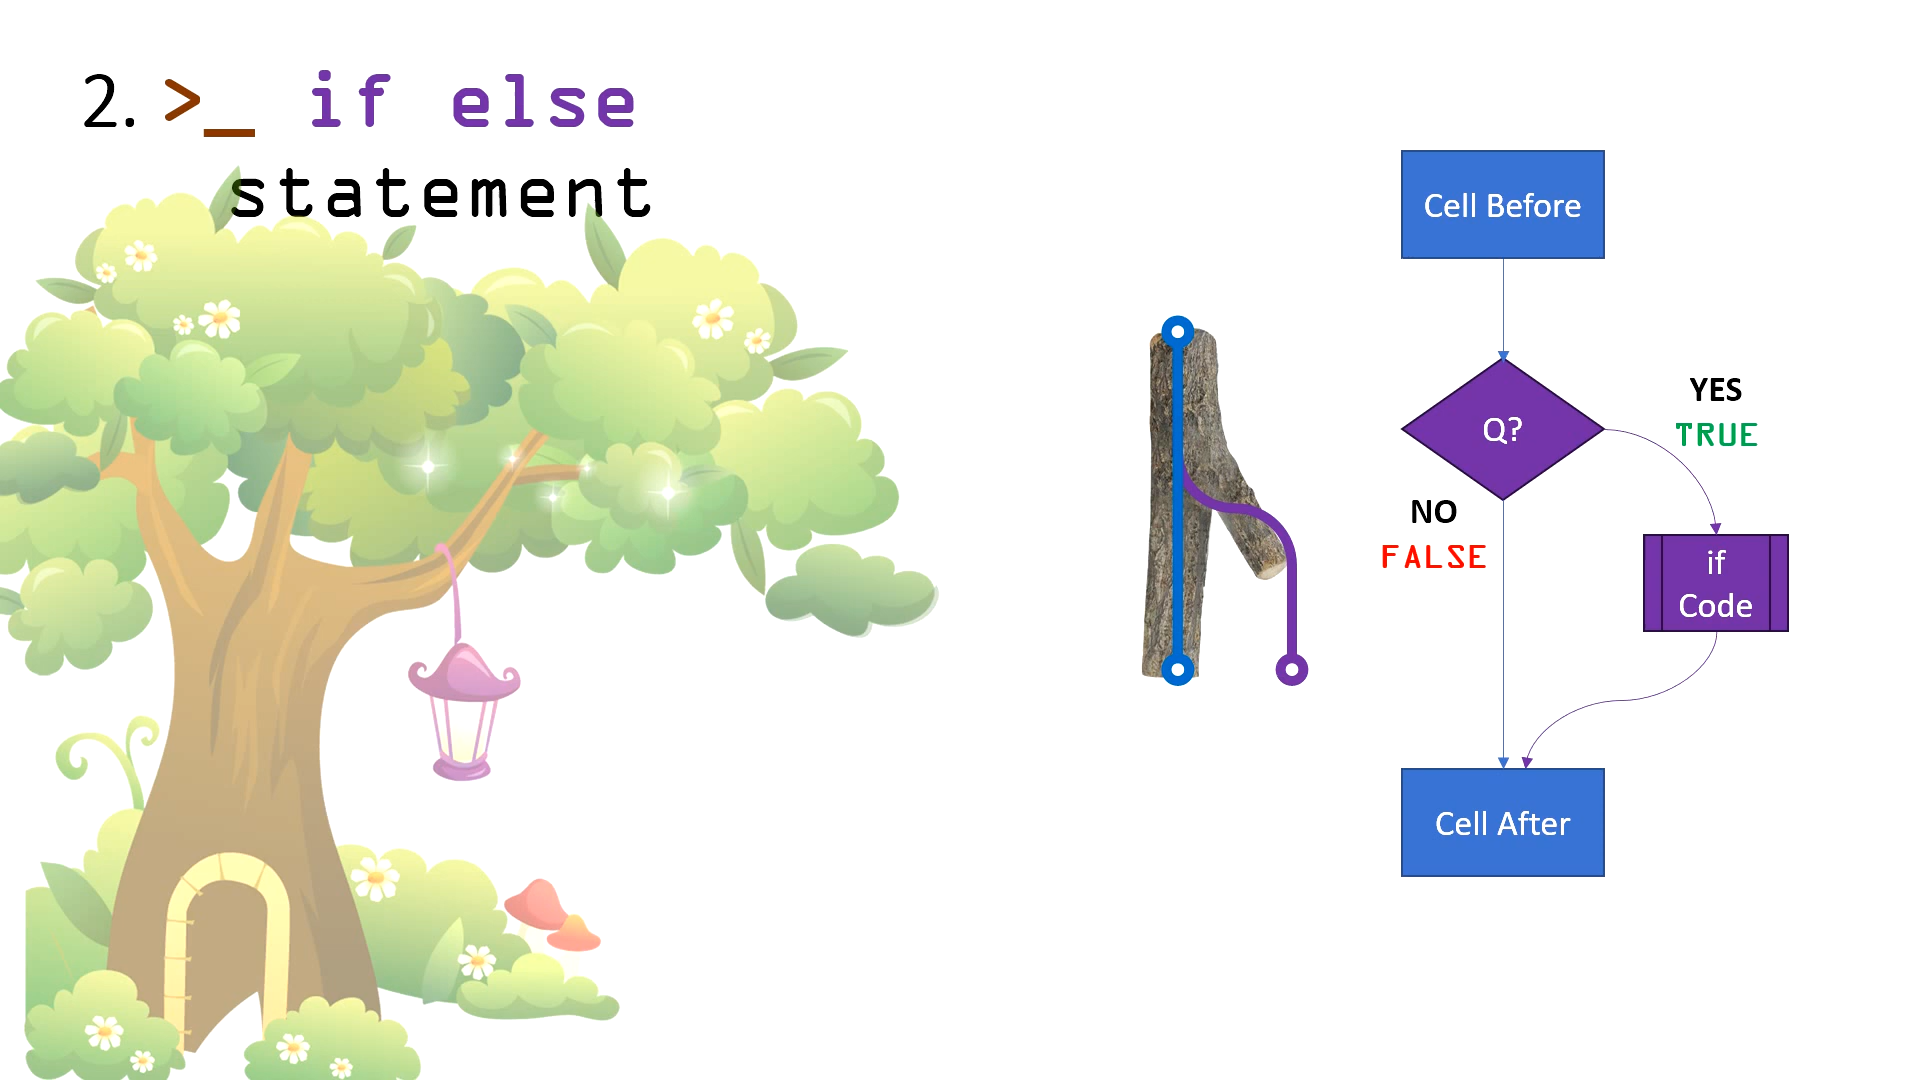 2. >_ if else
statement
Cell Before
Q?
YES
TRUE
NO
FALSE
if
Code
Cell After